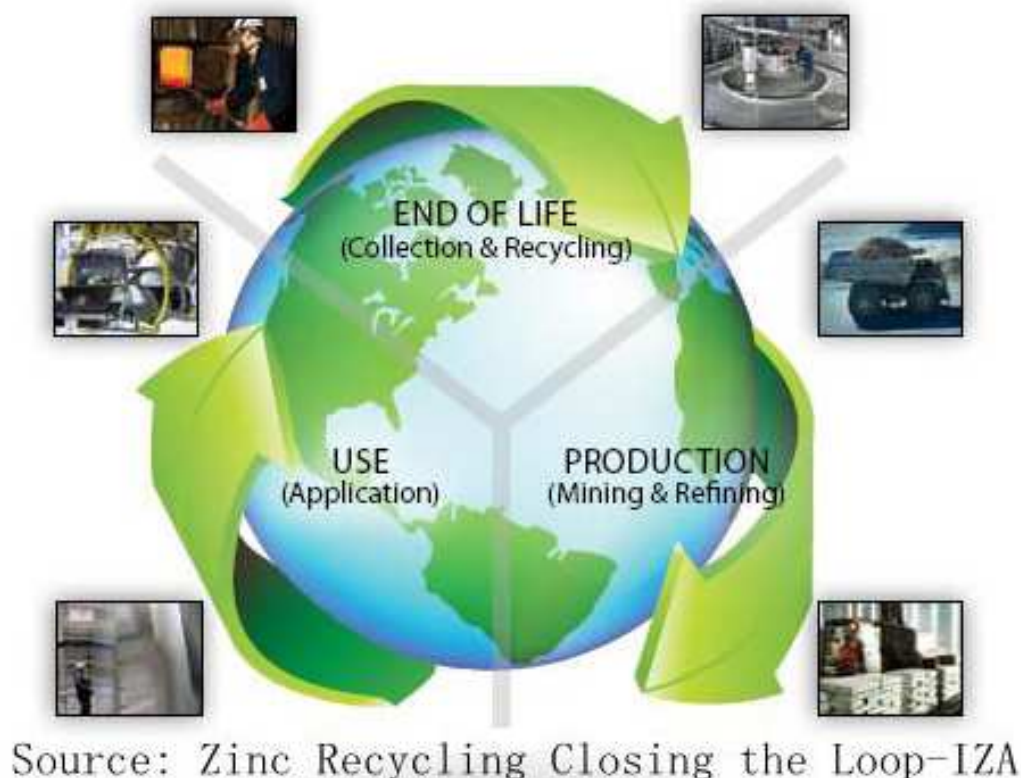 END OF LIFE
(Collection & Recycling)
USE
(Application)
PRODUCTION
(Mining & Refining)
Source: Zinc Recycling Closing the Loop-IZA